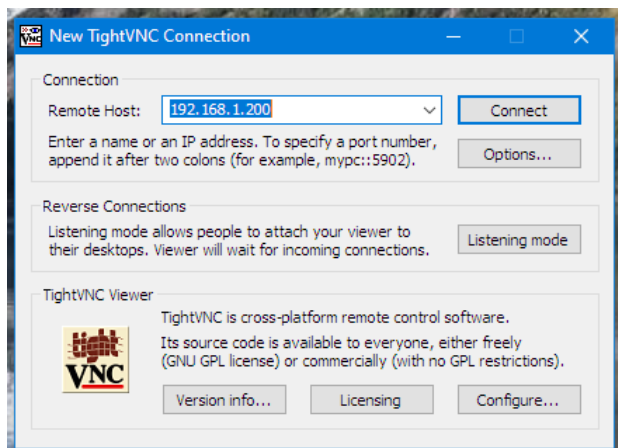 New TightVNC Connection
Connection
Remote Host: 192.168.1.200 Connect
Enter a name or an IP address. To specify a port number,
append it after two colons (for example, mypc::5902).
Options...
Reverse Connections
Listening mode allows people to attach your viewer to
their desktops. Viewer will wait for incoming connections.
Listening mode
TightVNC Viewer
TightVNC is cross-platform remote control software.
Its source code is available to everyone, either freely
(GNU GPL license) or commercially (with no GPL restrictions).
tight
VNC
Version info... Licensing Configure...